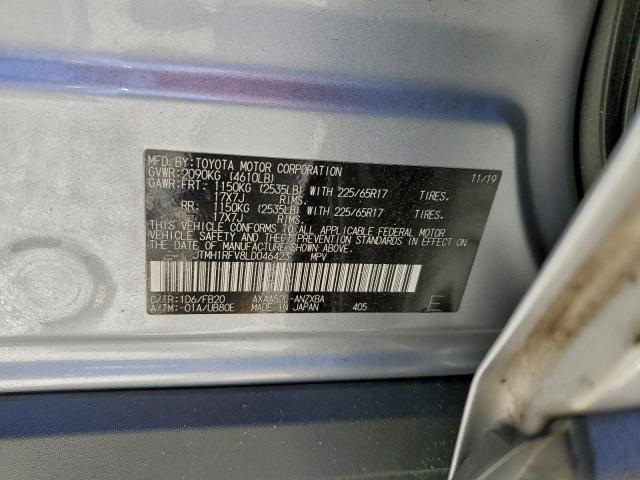 MFD. BY: TOYOTA MOTOR CORPORATION 11/19
GVWR: 2090KG (4610LB)
GAWR: FRT: 1150KG (2535LB) WITH 225/65R17 TIRES.
17X7J RIMS.
RR: 1150KG (2535LB) WITH 225/65R17 TIRES.
17X7J RIMS.
THIS VEHICLE CONFORMS TO ALL APPLICABLE FEDERAL MOTOR
VEHICLE SAFETY AND THEFT PREVENTION STANDARDS IN EFFECT
ON THE DATE OF MANUFACTURE SHOWN ABOVE.
JTMH1RFV8LD046423 MPV
C/TR: 1D6/FB20 AXAA52L-ANZXBA
A/TM: -01A/UB80E MADE IN JAPAN 405
E